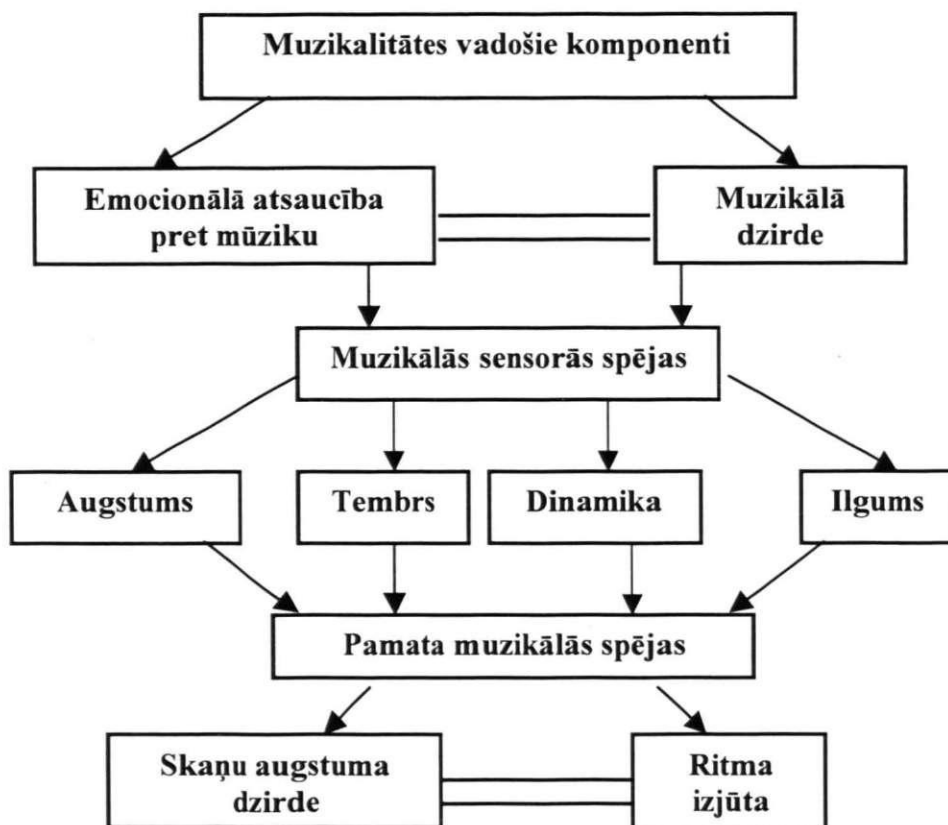 Muzikalitātes vadošie komponenti
Emocionālā atsaucība
pret mūziku
Muzikālā
dzirde
Muzikālās sensorās spējas
Augstums
Tembrs
Dinamika
Ilgums
Pamata muzikālās spējas
Skaņu augstuma
dzirde
Ritma
izjūta